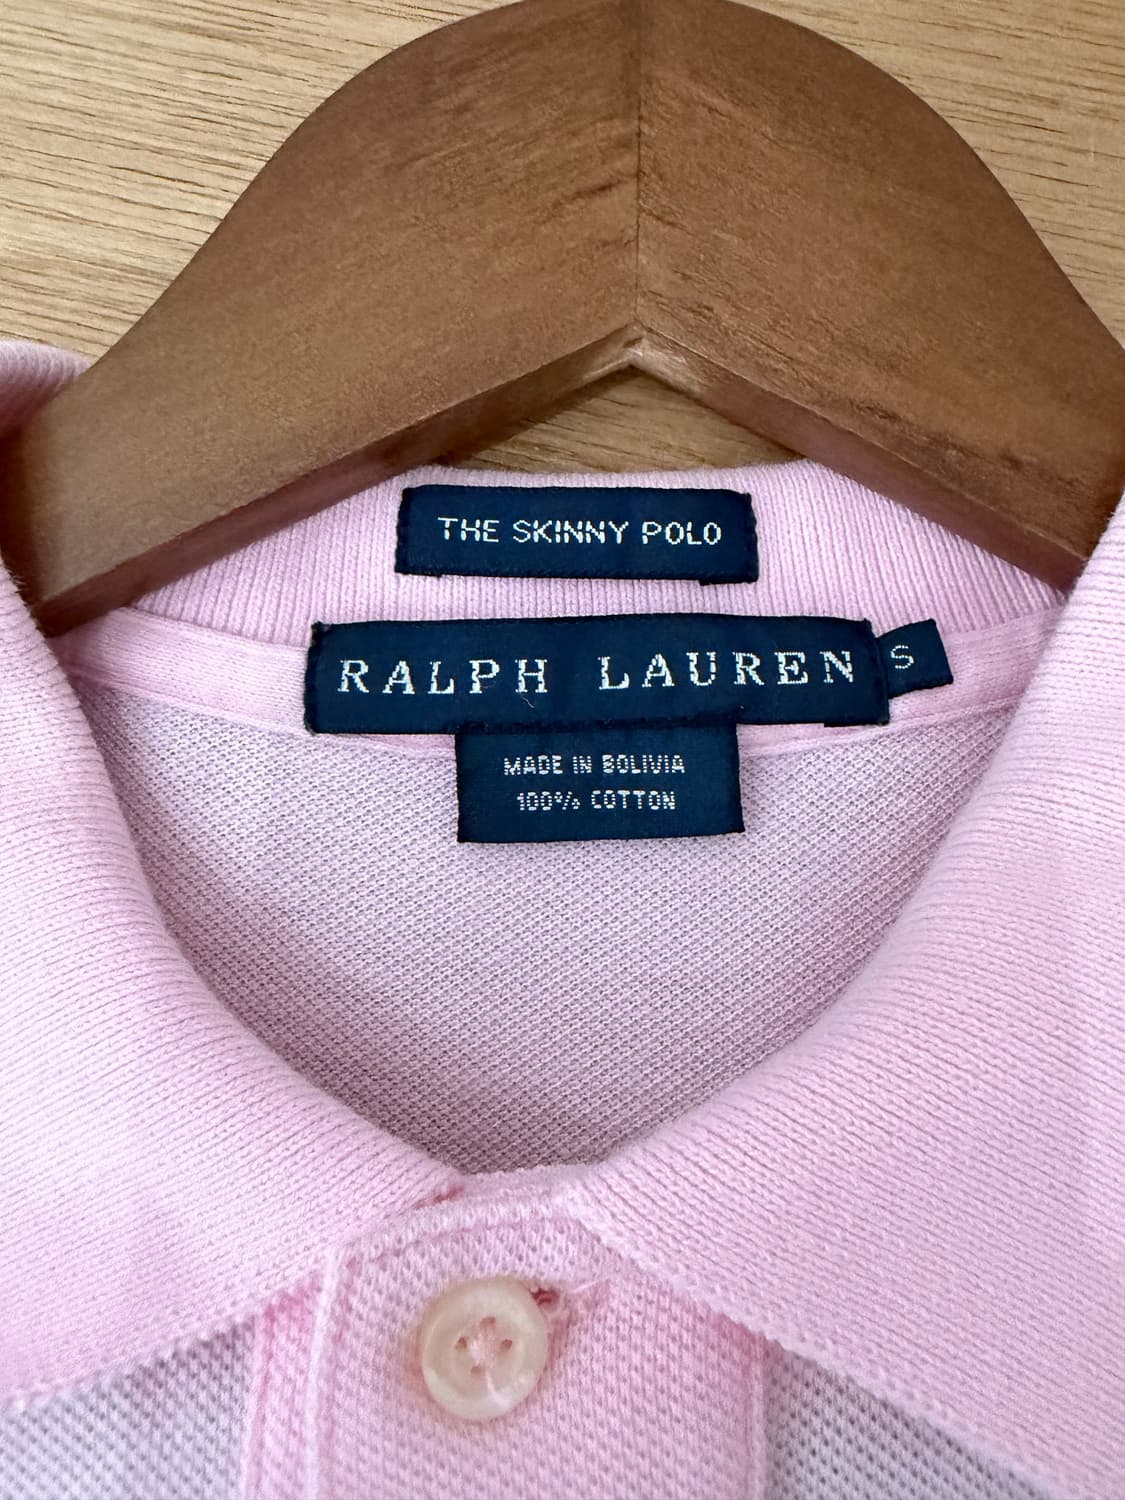 THE SKINNY POLO
RALPH LAUREN
S
MADE IN BOLIVIA
100% COTTON